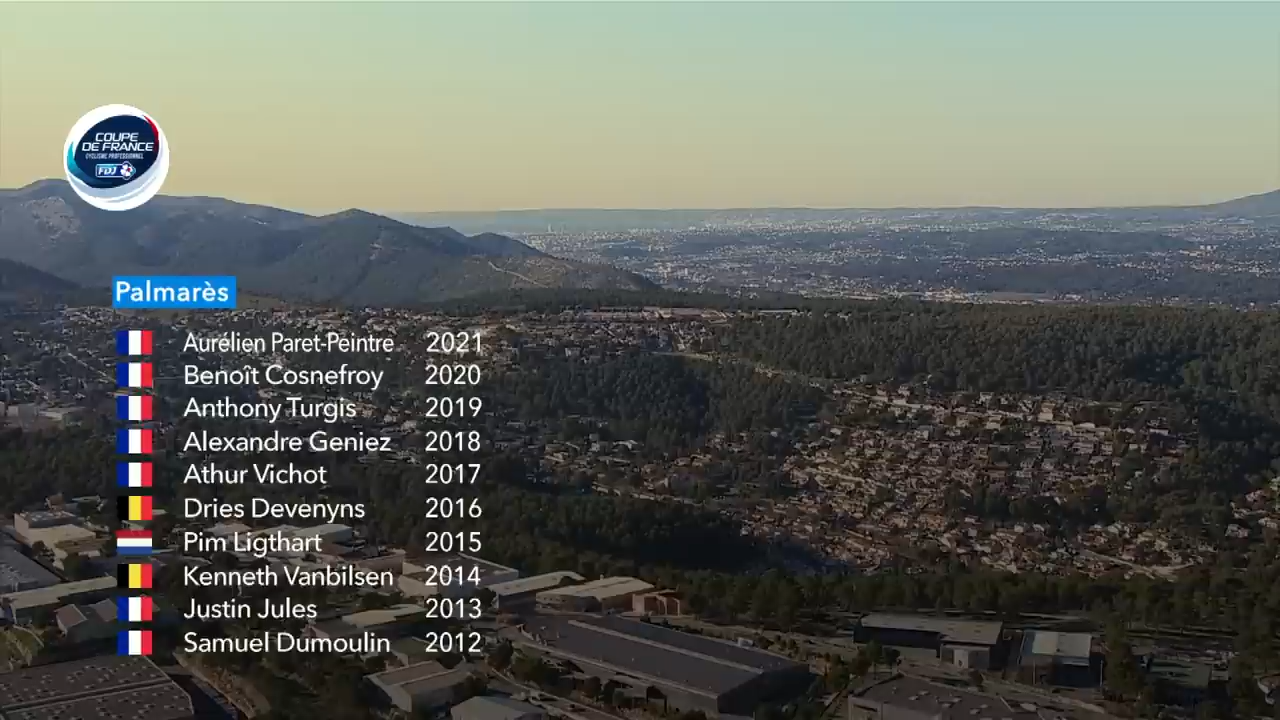 COUPE
DE FRANCE
CYCLISME PROFESSIONNEL
FDJ
Palmarès
Aurélien Paret-Peintre 2021
Benoît Cosnefroy 2020
Anthony Turgis 2019
Alexandre Geniez 2018
Athur Vichot 2017
Dries Devenyns 2016
Pim Ligthart 2015
Kenneth Vanbilsen 2014
Justin Jules 2013
Samuel Dumoulin 2012